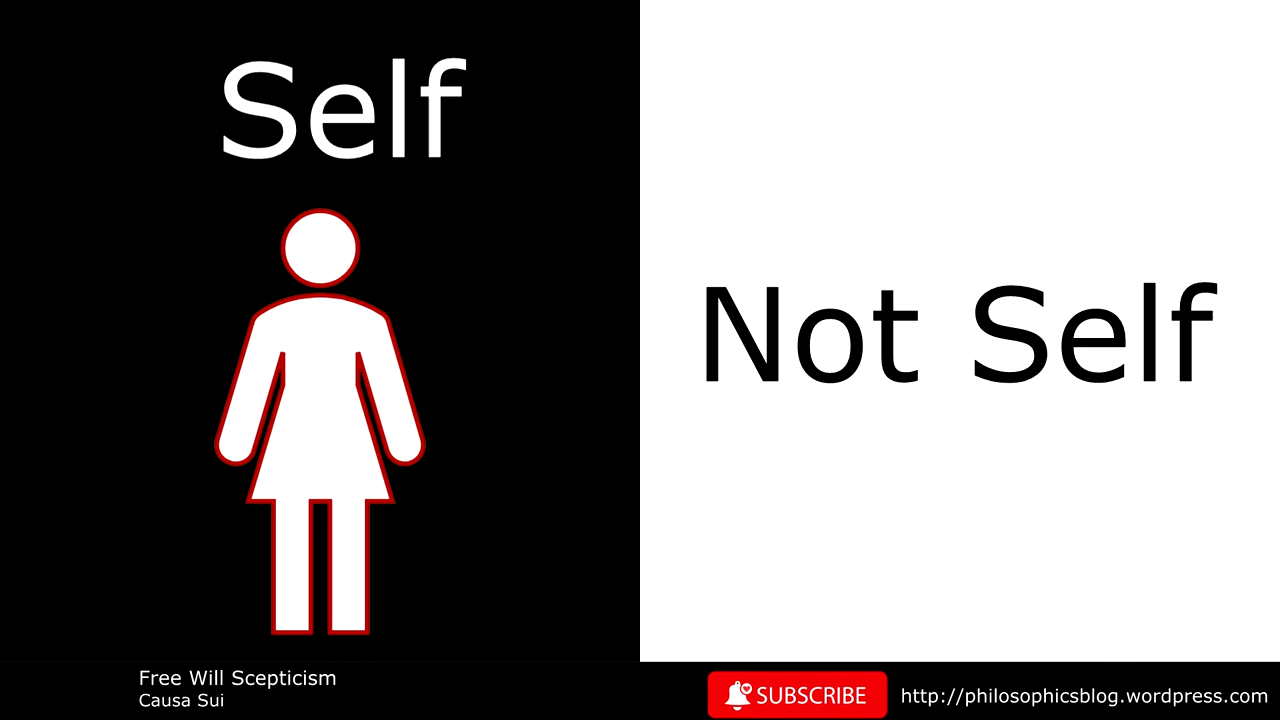 Self
Not Self
Free Will Scepticism
Causa Sui
SUBSCRIBE
http://philosophicsblog.wordpress.com